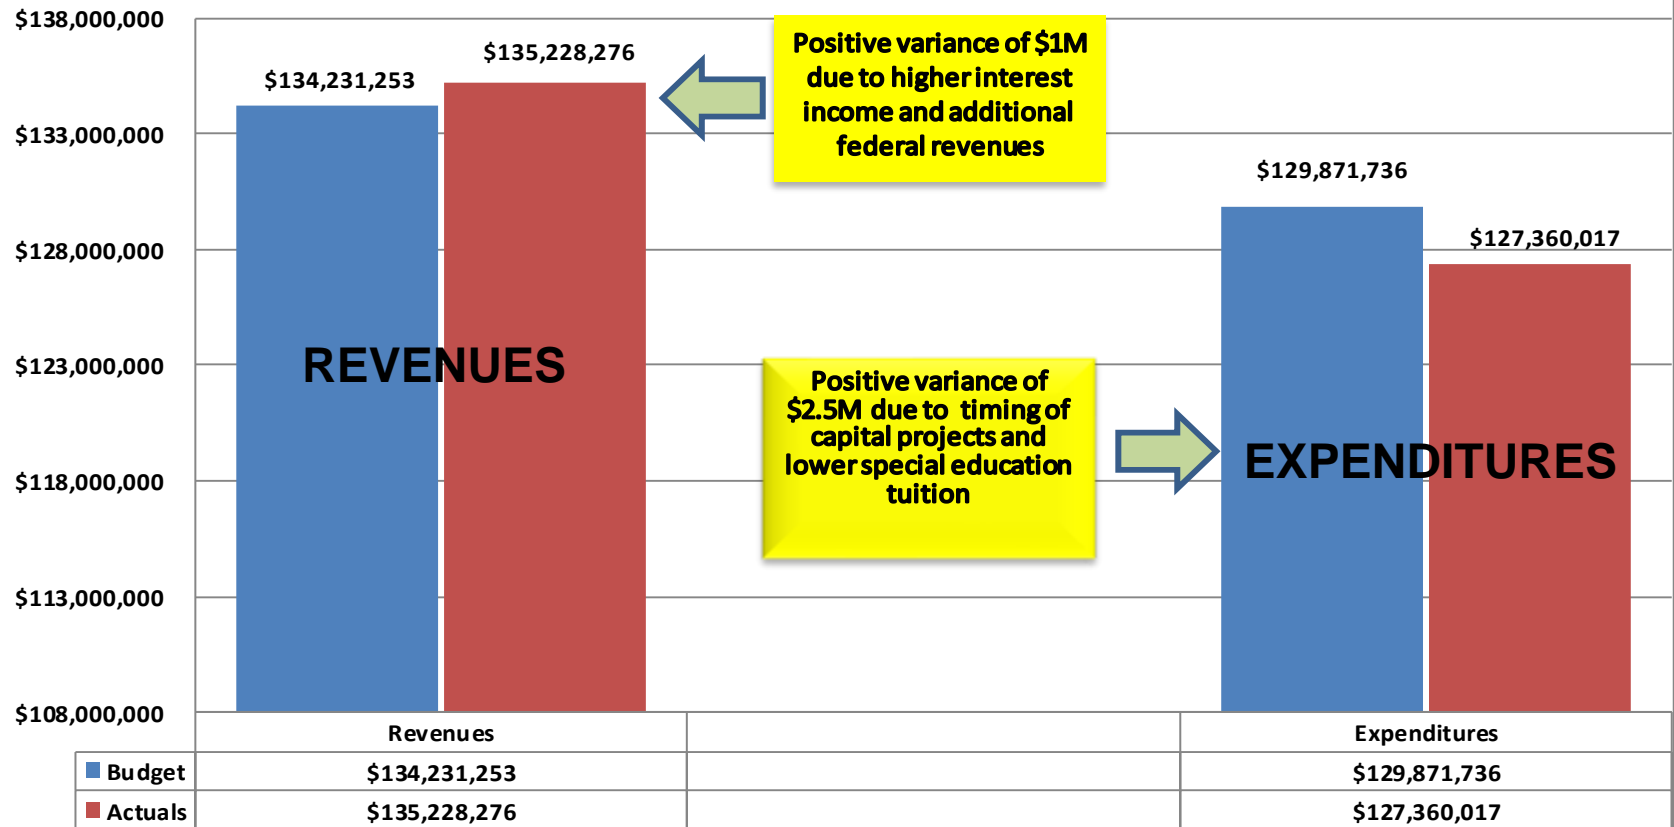 $138,000,000
$133,000,000
$128,000,000
$123,000,000
$118,000,000
$113,000,000
$108,000,000
$134,231,253
$135,228,276
Positive variance of $1M
due to higher interest
income and additional
federal revenues
$129,871,736
$127,360,017
REVENUES
Positive variance of
$2.5M due to timing of
capital projects and
lower special education
tuition
EXPENDITURES
Revenues Expenditures
Budget $134,231,253 $129,871,736
Actuals $135,228,276 $127,360,017